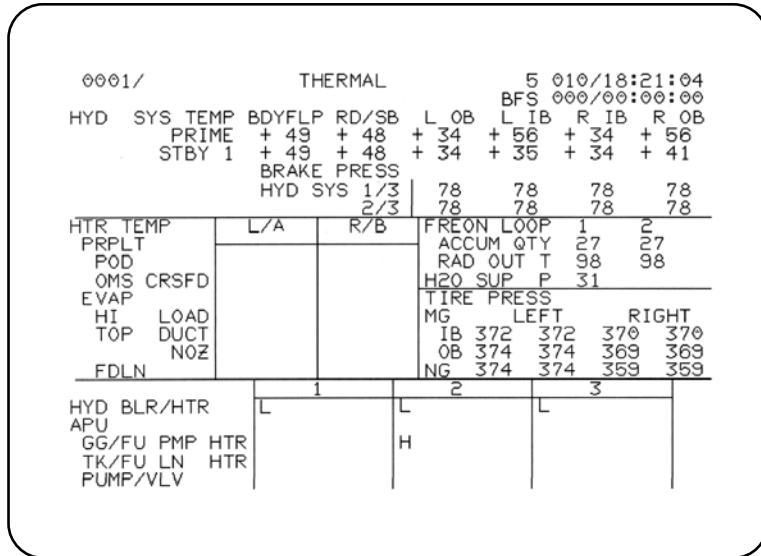 0001/ THERMAL 5 010/18:21:04
BFS 000/00:00:00
HYD SYS TEMP BDYFLP RD/SB L OB L IB R IB R OB
PRIME + 49 + 48 + 34 + 56 + 34 + 56
STBY 1 + 49 + 48 + 34 + 35 + 34 + 41
BRAKE PRESS
HYD SYS 1/3 78 78 78 78
2/3 78 78 78 78
HTR TEMP L/A R/B FREON LOOP 1 2
PRPLT ACCUM QTY 27 27
POD RAD OUT T 98 98
OMS CRSFD H2O SUP P 31
EVAP TIRE PRESS
HI LOAD MG LEFT RIGHT
TOP DUCT IB 372 372 370 370
NOZ OB 374 374 369 369
FDLN NG 374 374 359 359
1 2 3
HYD BLR/HTR L L L
APU
GG/FU PMP HTR H
TK/FU LN HTR
PUMP/VLV